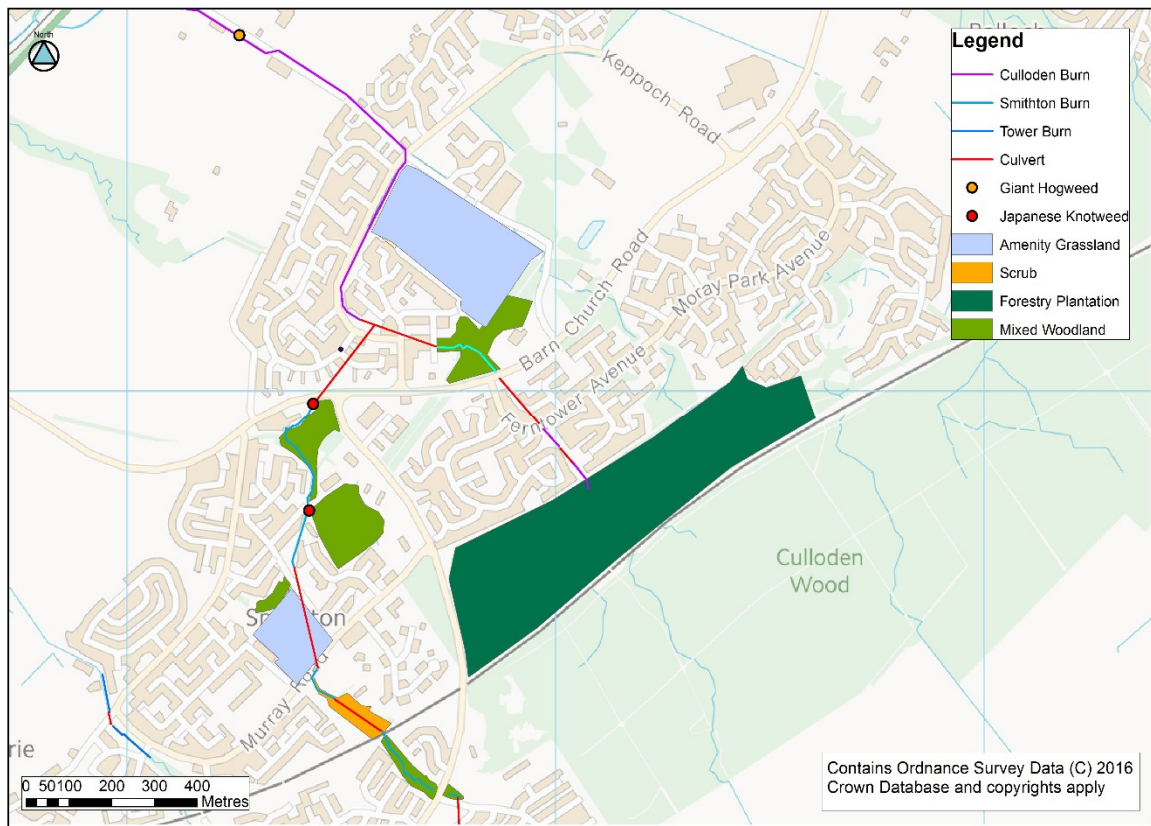 North
Legend
Culloden Burn
Smithton Burn
Tower Burn
Culvert
Giant Hogweed
Japanese Knotweed
Amenity Grassland
Scrub
Forestry Plantation
Mixed Woodland
Keppoch Road
Barn Church Road
Moray Park Avenue
Ferntower Avenue
Culloden
Wood
Murray Road
rie
0 50100 200 300 400
Metres
Contains Ordnance Survey Data (C) 2016
Crown Database and copyrights apply